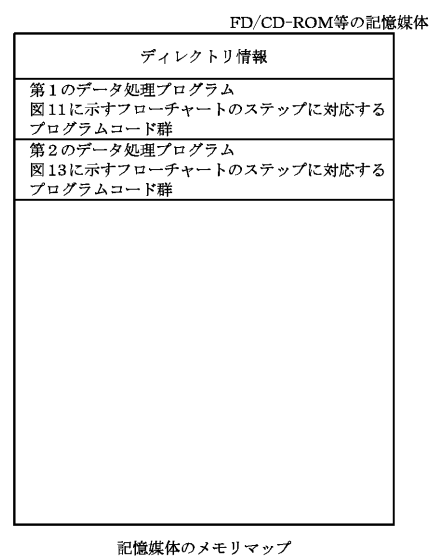 FD/CD-ROM等の記憶媒体
ディレクトリ情報
第1のデータ処理プログラム
図11に示すフローチャートのステップに対応する
プログラムコード群
第2のデータ処理プログラム
図13に示すフローチャートのステップに対応する
プログラムコード群
記憶媒体のメモリマップ